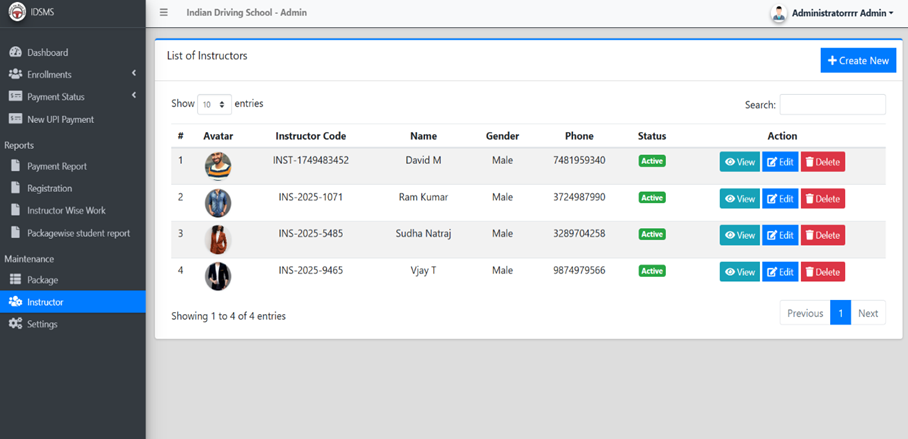 IDSMS
Indian Driving School - Admin
Administratorrrr Admin
Dashboard
Enrollments
Payment Status
New UPI Payment
Reports
Payment Report
Registration
Instructor Wise Work
Packagewise student report
Maintenance
Package
Instructor
Settings
List of Instructors
Create New
Show 10 entries
Search:
# Avatar Instructor Code Name Gender Phone Status Action
1 INST-1749483452 David M Male 7481959340 Active View Edit Delete
2 INS-2025-1071 Ram Kumar Male 3724987990 Active View Edit Delete
3 INS-2025-5485 Sudha Natraj Male 3289704258 Active View Edit Delete
4 INS-2025-9465 Vjay T Male 9874979566 Active View Edit Delete
Showing 1 to 4 of 4 entries
Previous 1 Next